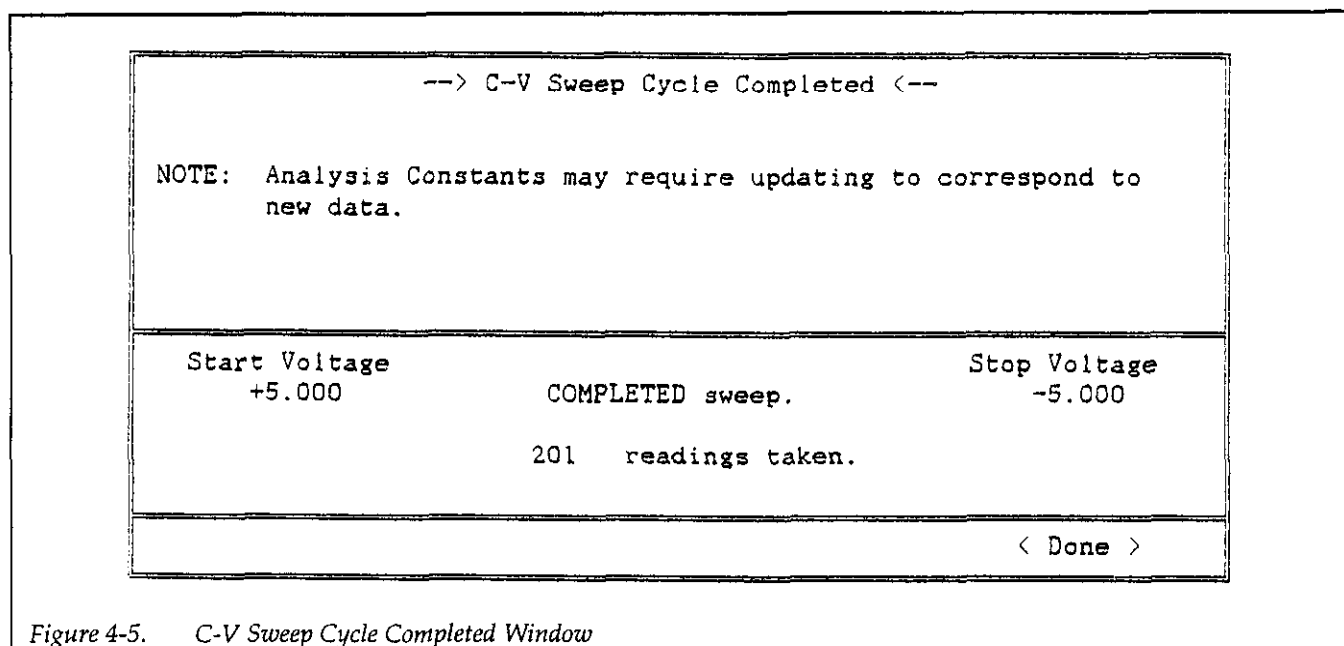 --> C-V Sweep Cycle Completed <--
NOTE: Analysis Constants may require updating to correspond to
new data.
Start Voltage Stop Voltage
+5.000 COMPLETED sweep. -5.000
201 readings taken.
< Done >
Figure 4-5. C-V Sweep Cycle Completed Window